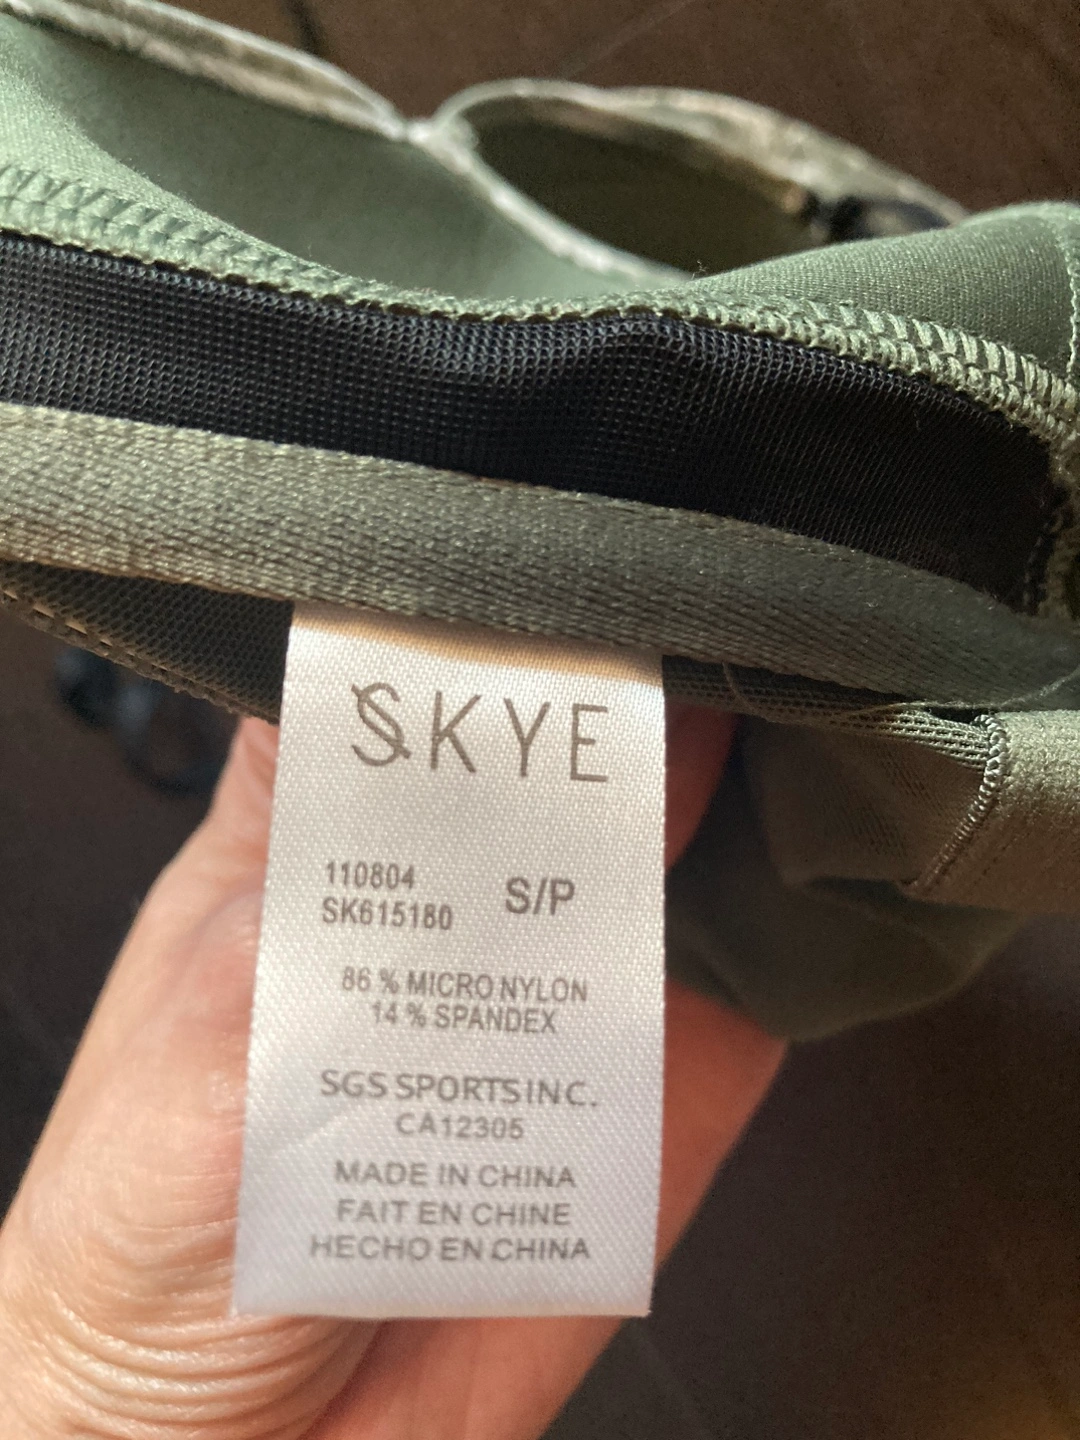 SKYE
110804
SK615180
S/P
86 % MICRO NYLON
14 % SPANDEX
SGS SPORTS INC.
CA12305
MADE IN CHINA
FAIT EN CHINE
HECHO EN CHINA